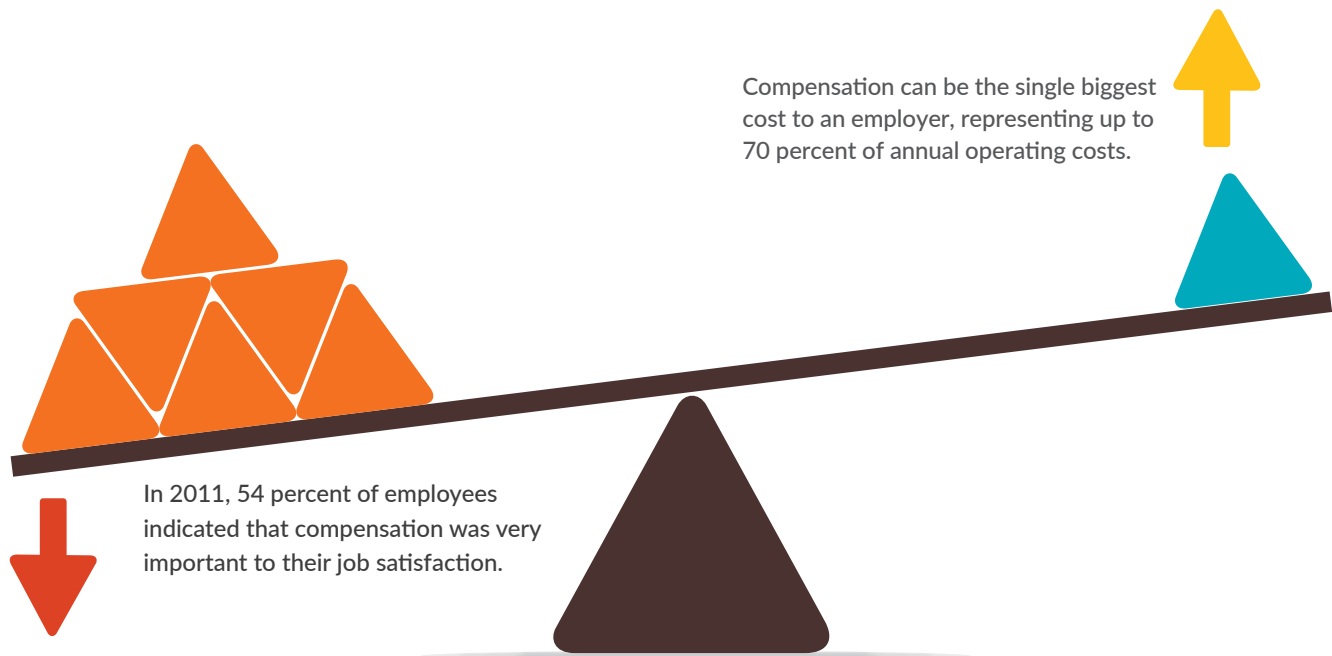 Compensation can be the single biggest
cost to an employer, representing up to
70 percent of annual operating costs.
In 2011, 54 percent of employees
indicated that compensation was very
important to their job satisfaction.